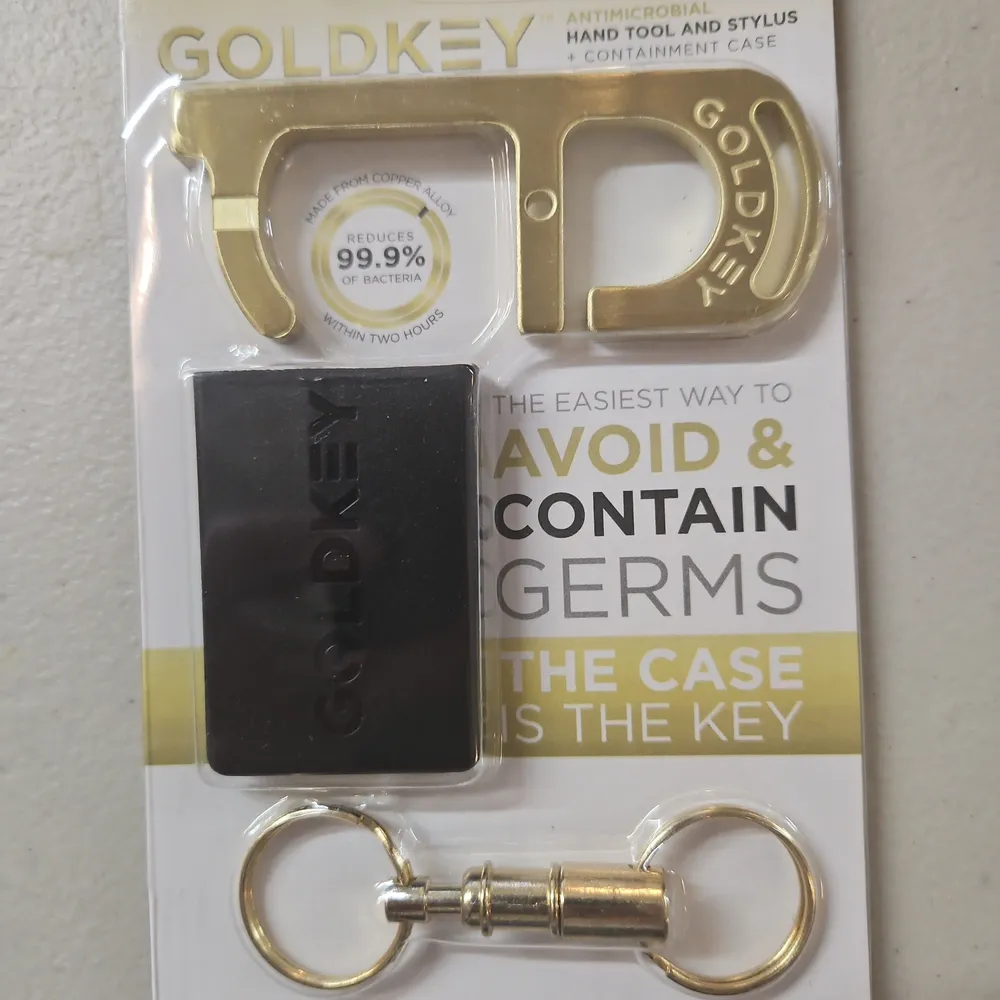 GOLDKEY™
ANTIMICROBIAL
HAND TOOL AND STYLUS
+ CONTAINMENT CASE
GOLDKEY
MADE FROM COPPER ALLOY
REDUCES
99.9%
OF BACTERIA
WITHIN TWO HOURS
GOLDKEY
THE EASIEST WAY TO
AVOID &
CONTAIN
GERMS
THE CASE
IS THE KEY